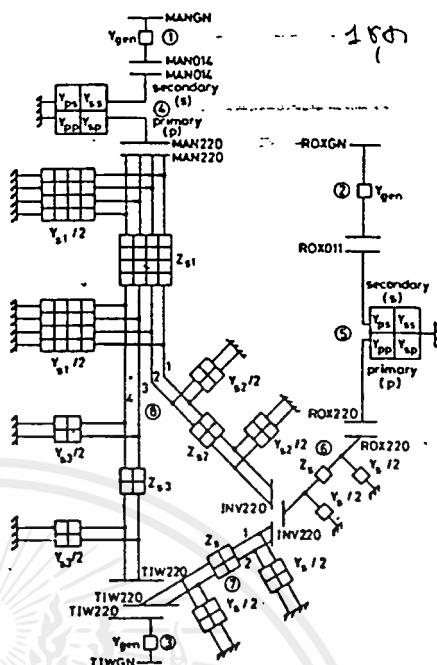 MANGN
Ygen ①
MAN014
MAN014
secondary
(s)
Yps Yss
④
Ypp Ysp
primary
(p)
MAN220
MAN220
Ys1/2
Zs1
Ys1/2
1
2
3
4
⑧
Ys2/2
Zs2
Ys2/2
Ys3/2
Zs3
Ys3/2
ROXGN
② Ygen
ROX011
secondary
(s)
⑤
Yps Yss
Ypp Ysp
primary
(p)
ROX220
ROX220
⑥
Zs
Ys/2
Ys/2
INV220
INV220
Zs
1
2
⑦
Ys/2
Ys/2
TIW220
TIW220
Ygen ③
TIWGN